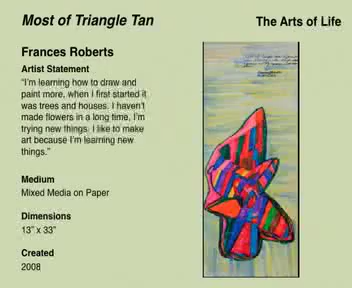 Most of Triangle Tan
The Arts of Life
Frances Roberts
Artist Statement
“I’m learning how to draw and
paint more, when I first started it
was trees and houses. I haven’t
made flowers in a long time, I’m
trying new things. I like to make
art because I’m learning new
things.”
Medium
Mixed Media on Paper
Dimensions
13” x 33”
Created
2008